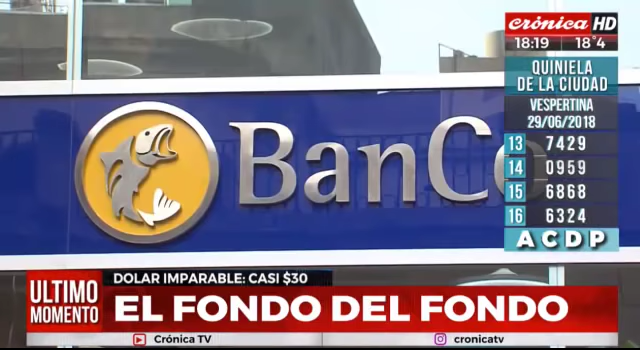 crónica HD
18:19 18°4
QUINIELA
DE LA CIUDAD
VESPERTINA
29/06/2018
13 7429
14 0959
15 6868
16 6324
A C D P
BanCo
ULTIMO
MOMENTO
DOLAR IMPARABLE: CASI $30
EL FONDO DEL FONDO
Crónica TV
cronicatv